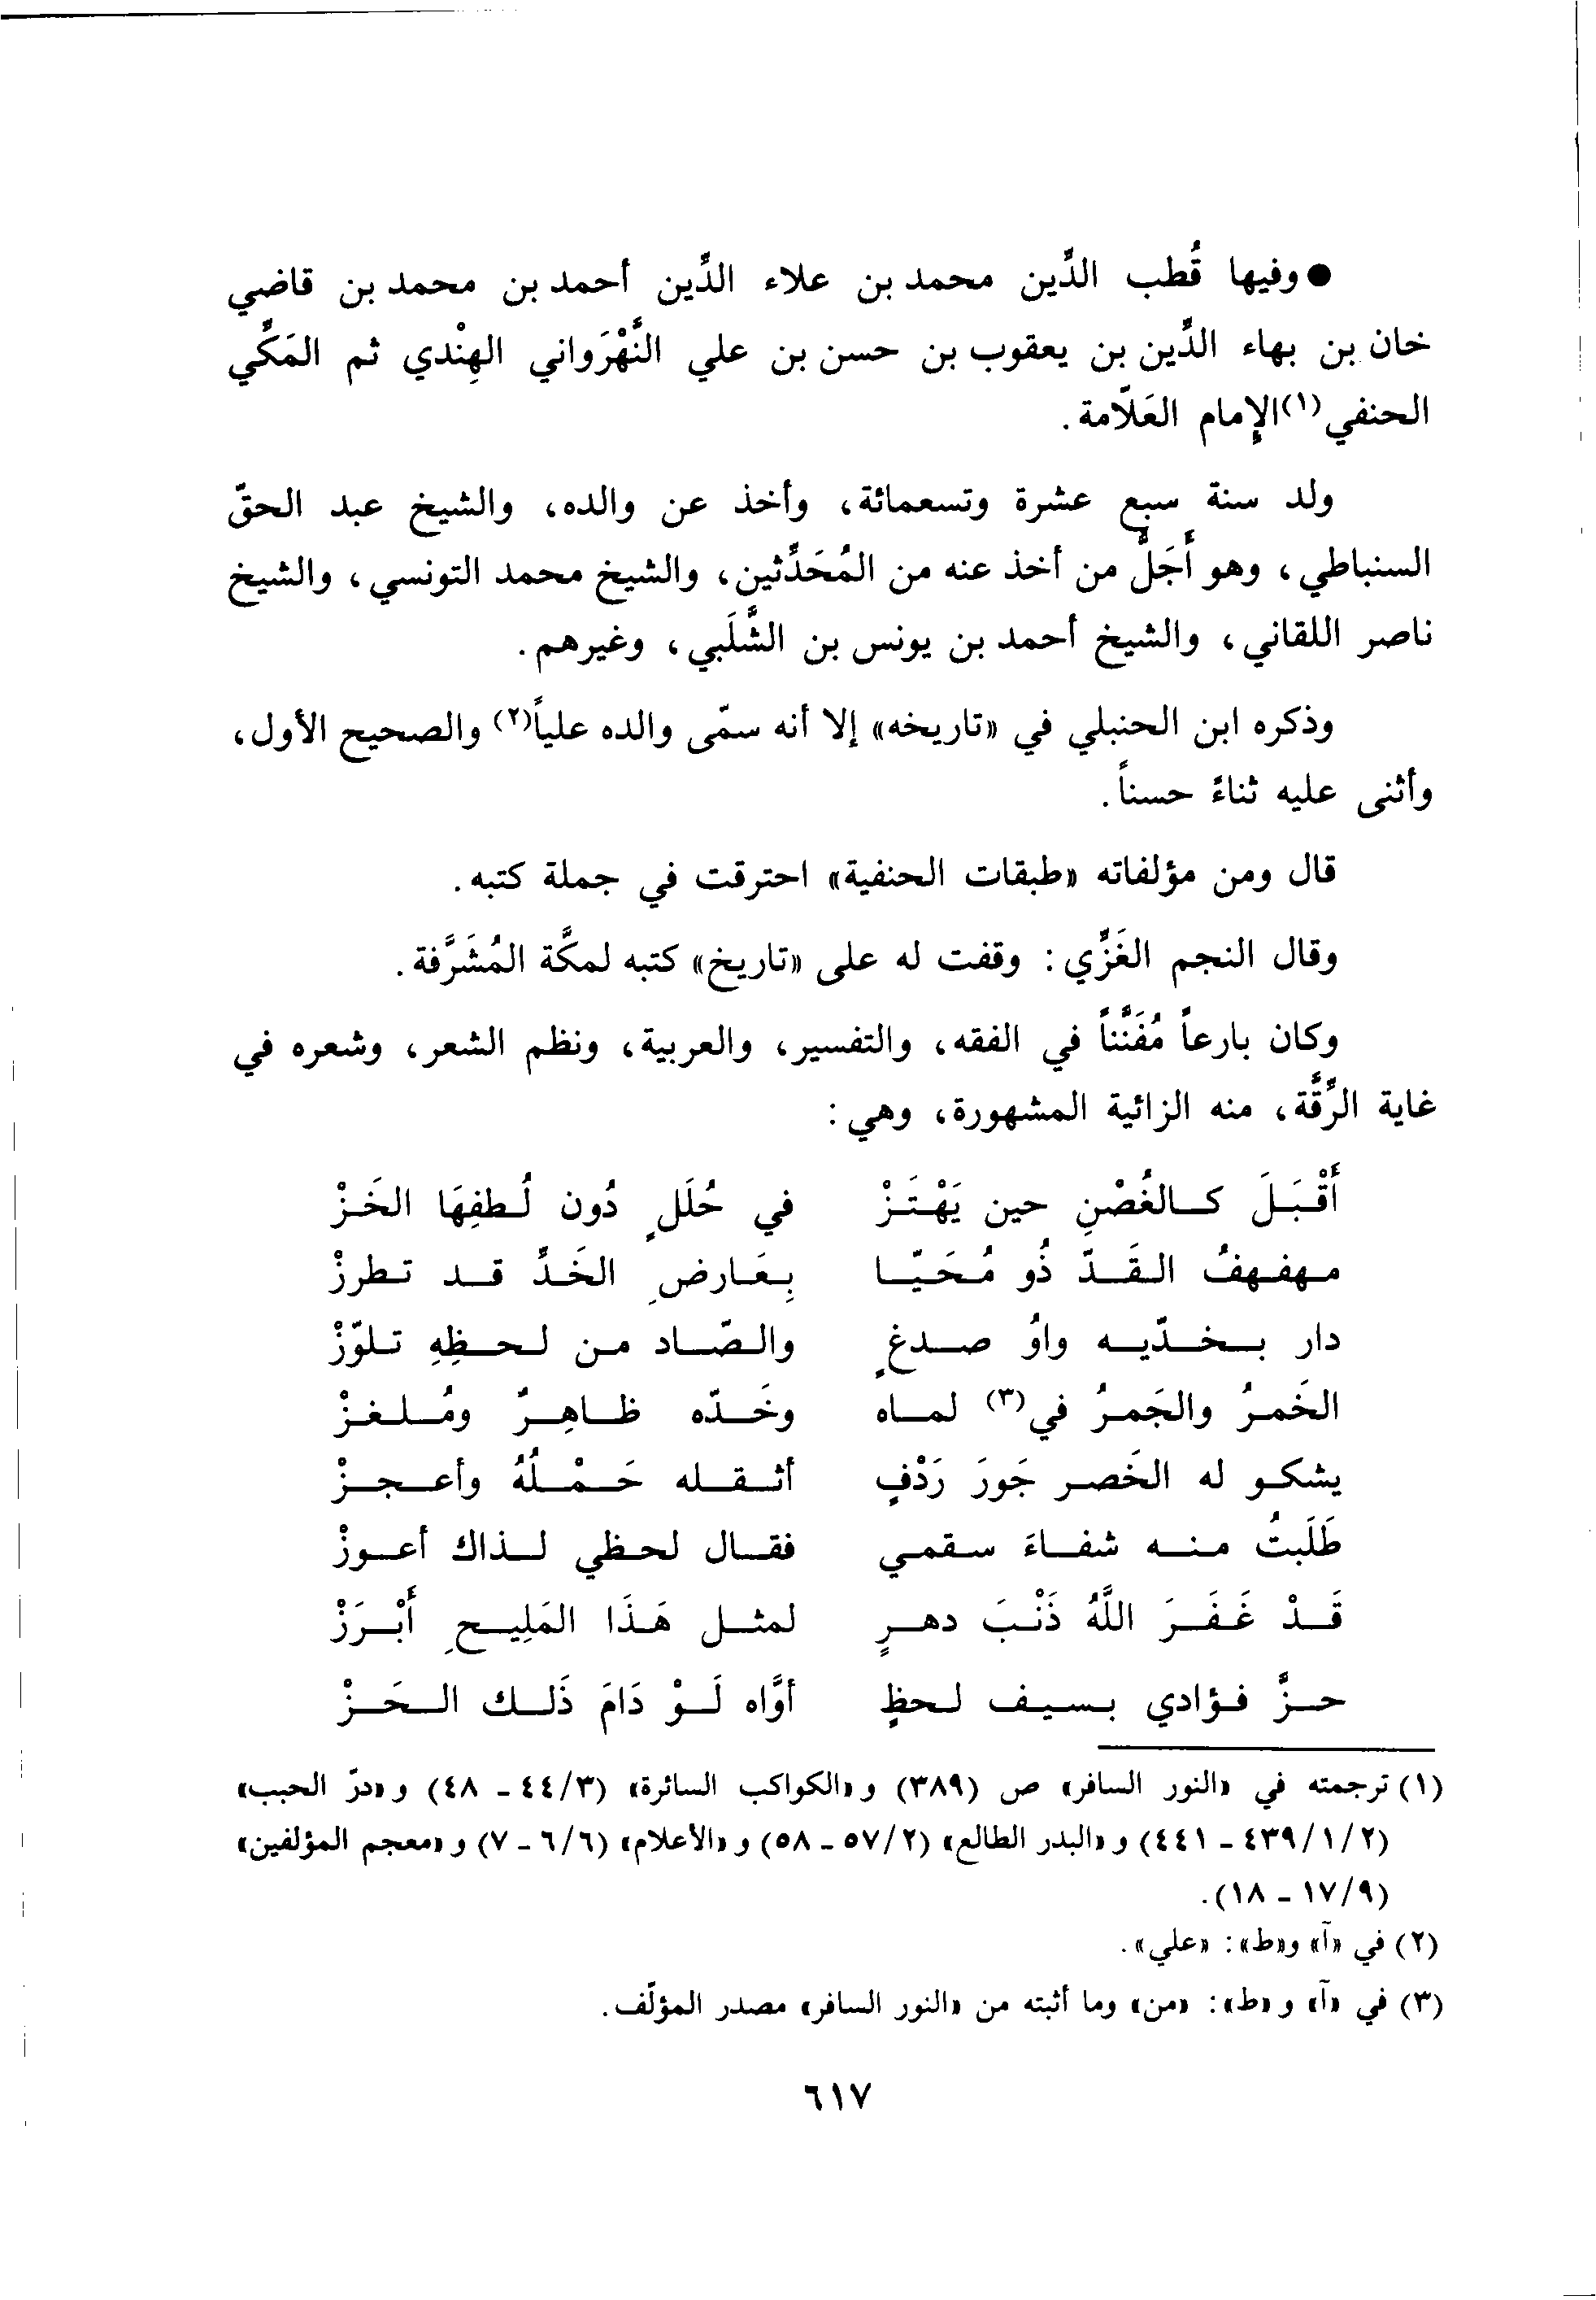 ● وفيها قُطب الدِّين محمد بن علاء الدِّين أحمد بن محمد بن قاضي
خان بن بهاء الدِّين بن يعقوب بن حسن بن علي النَّهْرَواني الهِنْدي ثم المَكِّي
الحنفي(١) الإِمام العَلّامة.
ولد سنة سبع عشرة وتسعمائة، وأخذ عن والده، والشيخ عبد الحقّ
السنباطي، وهو أَجَلُّ من أخذ عنه من المُحَدِّثين، والشيخ محمد التونسي، والشيخ
ناصر اللقاني، والشيخ أحمد بن يونس بن الشَّلَبي، وغيرهم.
وذكره ابن الحنبلي في «تاريخه» إلا أنه سمّى والده علياً(٢) والصحيح الأول،
وأثنى عليه ثناءً حسناً.
قال ومن مؤلفاته «طبقات الحنفية» احترقت في جملة كتبه.
وقال النجم الغَزِّي: وقفت له على «تاريخ» كتبه لمكَّة المُشَرَّفة.
وكان بارعاً مُفَنَّناً في الفقه، والتفسير، والعربية، ونظم الشعر، وشعره في
غاية الرِّقَّة، منه الزائية المشهورة، وهي:
أَقْبَلَ كالغُصْنِ حين يَهْتَزْ في حُلَلٍ دُون لُطفِهَا الخَزْ
مهفهفُ القَدّ ذُو مُحَيّا بِعَارضِ الخَدِّ قد تطرزْ
دار بخدّيه واوُ صدغٍ والصّاد من لحظِهِ تلوّزْ
الخَمرُ والجَمرُ في(٣) لماه وخَدّه ظاهِرٌ ومُلغزْ
يشكو له الخَصر جَورَ رَدْفٍ أثقله حَمْلُهُ وأعجزْ
طَلَبتُ منه شفاءَ سقمي فقال لحظي لذاك أعوزْ
قَدْ غَفَرَ اللَّهُ ذَنْبَ دهرٍ لمثل هَذَا المَلِيحِ أَبْرَزْ
حزَّ فؤادي بسيف لحظٍ أوَّاه لَوْ دَامَ ذَلك الحَزْ
(١) ترجمته في «النور السافر» ص (٣٨٩) و«الكواكب السائرة» (٤٤/٣ - ٤٨) و«درّ الحبب»
(٤٣٩/١/٢ - ٤٤١) و«البدر الطالع» (٥٧/٢ - ٥٨) و«الأعلام» (٦/٦ - ٧) و«معجم المؤلفين»
(١٧/٩ - ١٨).
(٢) في «آ» و«ط»: «علي».
(٣) في «آ» و«ط»: «من» وما أثبته من «النور السافر» مصدر المؤلّف.
٦١٧